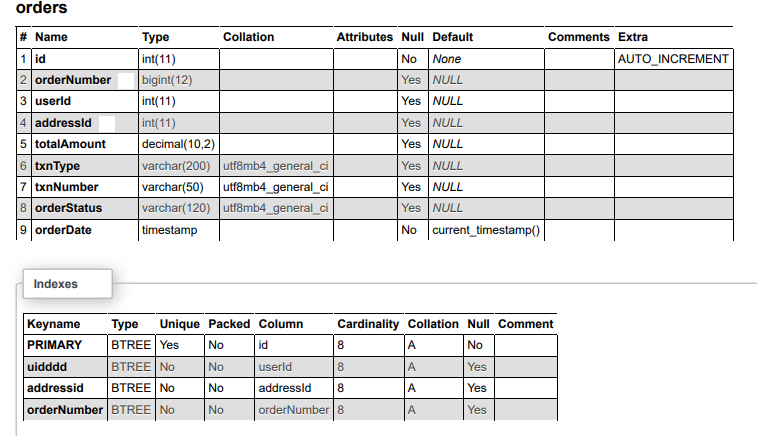 orders
# Name Type Collation Attributes Null Default Comments Extra
1 id int(11) No None AUTO_INCREMENT
2 orderNumber bigint(12) Yes NULL
3 userId int(11) Yes NULL
4 addressId int(11) Yes NULL
5 totalAmount decimal(10,2) Yes NULL
6 txnType varchar(200) utf8mb4_general_ci Yes NULL
7 txnNumber varchar(50) utf8mb4_general_ci Yes NULL
8 orderStatus varchar(120) utf8mb4_general_ci Yes NULL
9 orderDate timestamp No current_timestamp()
Indexes
Keyname Type Unique Packed Column Cardinality Collation Null Comment
PRIMARY BTREE Yes No id 8 A No
uidddd BTREE No No userId 8 A Yes
addressid BTREE No No addressId 8 A Yes
orderNumber BTREE No No orderNumber 8 A Yes